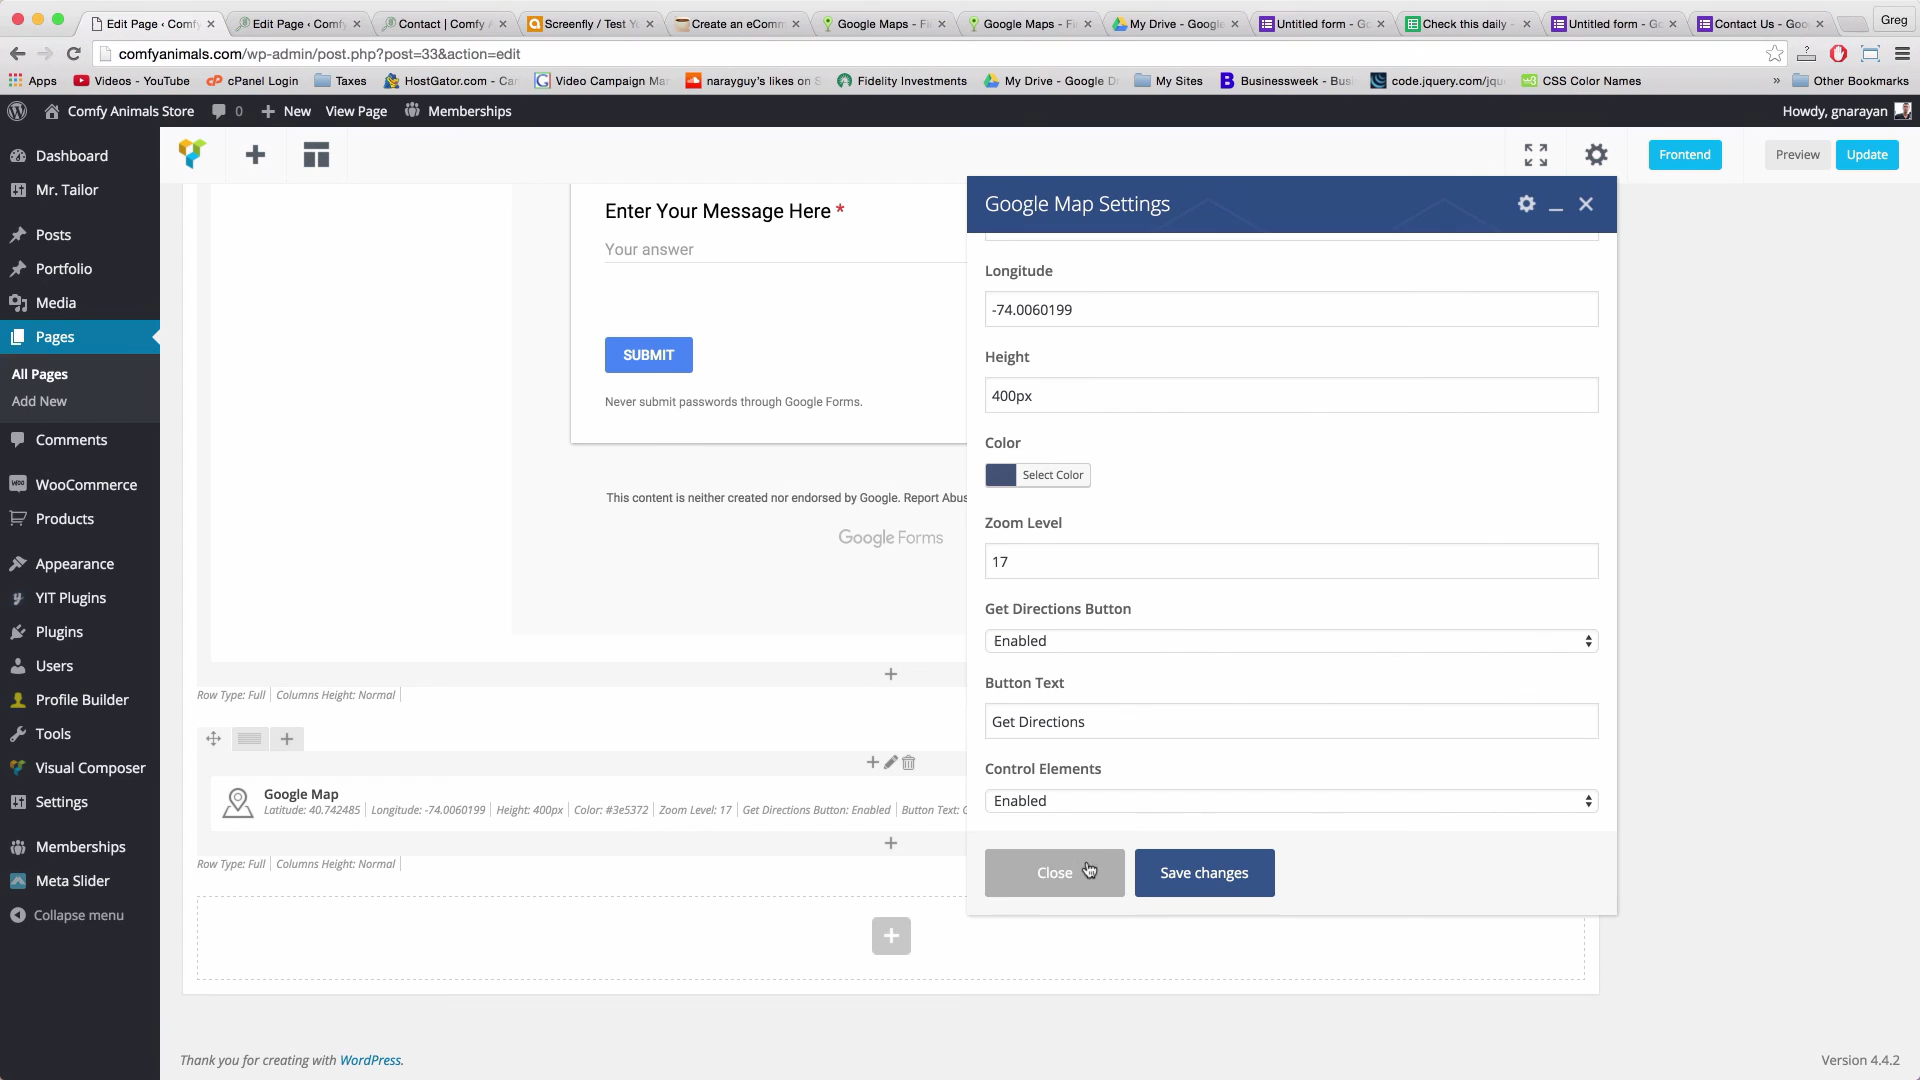 Edit Page ‹ Comfy
Edit Page ‹ Comfy
Contact | Comfy
Screenfly / Test Yo
Create an eComm
Google Maps - Fi
Google Maps - Fi
My Drive - Google
Untitled form - Go
Check this daily -
Untitled form - Go
Contact Us - Goo
Greg
comfyanimals.com/wp-admin/post.php?post=33&action=edit
Apps
Videos - YouTube
cPanel Login
Taxes
HostGator.com - Ca
Video Campaign Ma
narayguy's likes on S
Fidelity Investments
My Drive - Google D
My Sites
Businessweek - Busi
code.jquery.com/jqu
CSS Color Names
»
Other Bookmarks
Comfy Animals Store
0
New
View Page
Memberships
Howdy, gnarayan
Dashboard
Mr. Tailor
Posts
Portfolio
Media
Pages
All Pages
Add New
Comments
WooCommerce
Products
Appearance
YIT Plugins
Plugins
Users
Profile Builder
Tools
Visual Composer
Settings
Memberships
Meta Slider
Collapse menu
Frontend
Preview
Update
Enter Your Message Here *
Your answer
SUBMIT
Never submit passwords through Google Forms.
This content is neither created nor endorsed by Google. Report Abus
Google Forms
Row Type: Full
Columns Height: Normal
Google Map
Latitude: 40.742485
Longitude: -74.0060199
Height: 400px
Color: #3e5372
Zoom Level: 17
Get Directions Button: Enabled
Button Text: G
Row Type: Full
Columns Height: Normal
Google Map Settings
Longitude
-74.0060199
Height
400px
Color
Select Color
Zoom Level
17
Get Directions Button
Enabled
Button Text
Get Directions
Control Elements
Enabled
Close
Save changes
Thank you for creating with WordPress.
Version 4.4.2